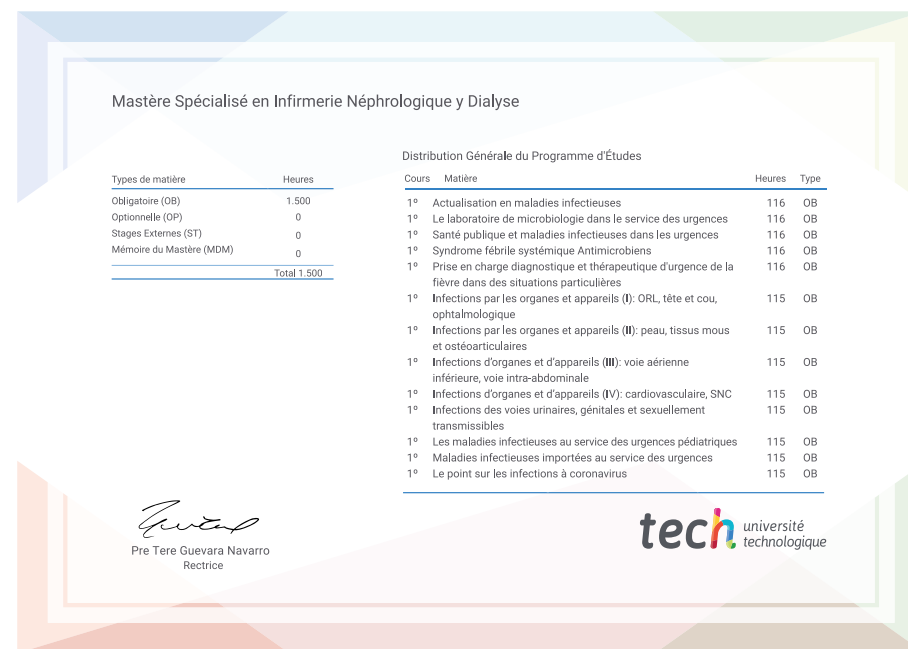 Mastère Spécialisé en Infirmerie Néphrologique y Dialyse
Types de matière Heures
Obligatoire (OB) 1.500
Optionnelle (OP) 0
Stages Externes (ST) 0
Mémoire du Mastère (MDM) 0
Total 1.500
Distribution Générale du Programme d'Études
Cours Matière Heures Type
1º Actualisation en maladies infectieuses 116 OB
1º Le laboratoire de microbiologie dans le service des urgences 116 OB
1º Santé publique et maladies infectieuses dans les urgences 116 OB
1º Syndrome fébrile systémique Antimicrobiens 116 OB
1º Prise en charge diagnostique et thérapeutique d'urgence de la 116 OB
fièvre dans des situations particulières
1º Infections par les organes et appareils (I): ORL, tête et cou, 115 OB
ophtalmologique
1º Infections par les organes et appareils (II): peau, tissus mous 115 OB
et ostéoarticulaires
1º Infections d'organes et d'appareils (III): voie aérienne 115 OB
inférieure, voie intra-abdominale
1º Infections d'organes et d'appareils (IV): cardiovasculaire, SNC 115 OB
1º Infections des voies urinaires, génitales et sexuellement 115 OB
transmissibles
1º Les maladies infectieuses au service des urgences pédiatriques 115 OB
1º Maladies infectieuses importées au service des urgences 115 OB
1º Le point sur les infections à coronavirus 115 OB
Pre Tere Guevara Navarro
Rectrice
tech université
technologique